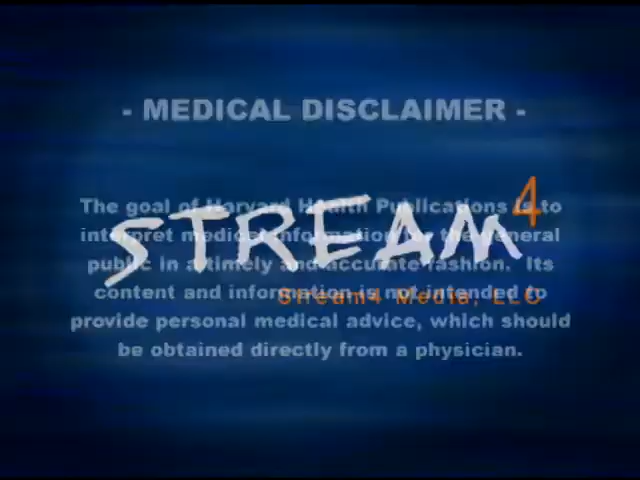 - MEDICAL DISCLAIMER -
The goal of Harvard Health Publications is to
interpret medical information for the general
public in a timely and accurate fashion. Its
content and information is not intended to
provide personal medical advice, which should
be obtained directly from a physician.
STREAM 4
Stream4 Media, LLC